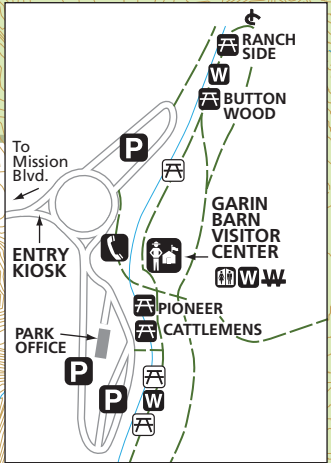 RANCH
SIDE
W
BUTTON
WOOD
P
To
Mission
Blvd.
GARIN
BARN
VISITOR
CENTER
W
ENTRY
KIOSK
PIONEER
CATTLEMENS
PARK
OFFICE
P
P
W